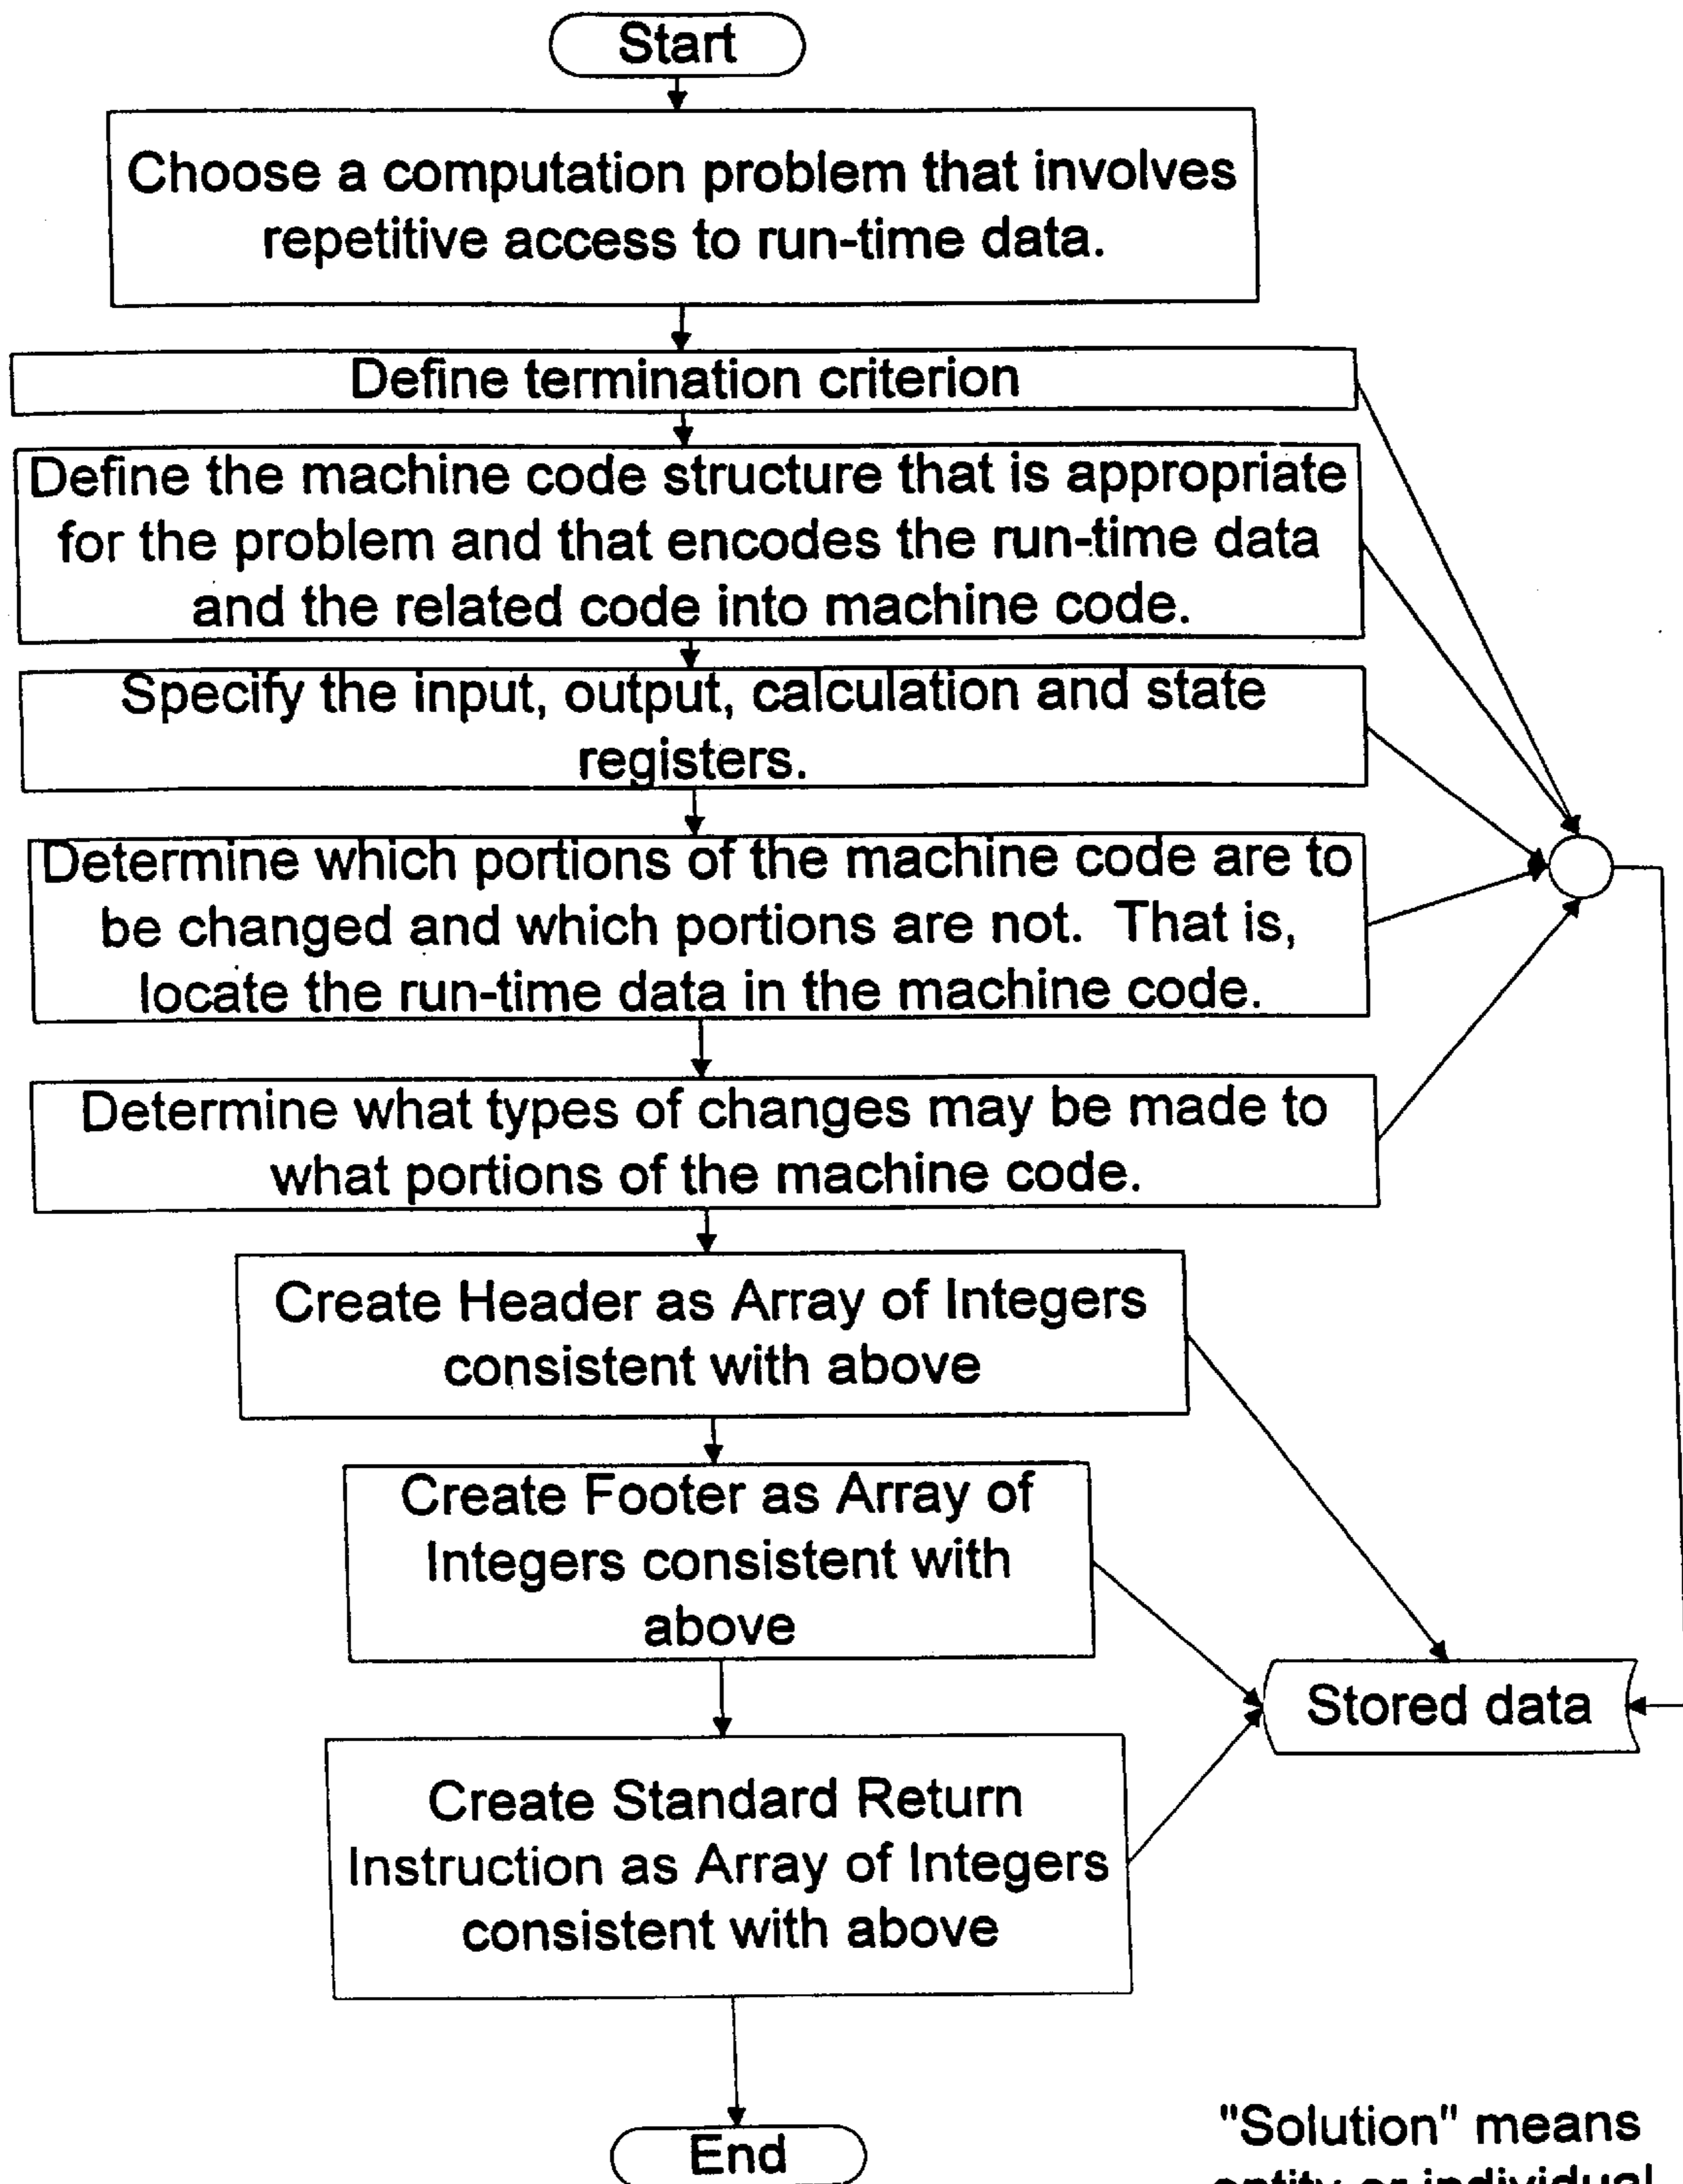 Start
Choose a computation problem that involves
repetitive access to run-time data.
Define termination criterion
Define the machine code structure that is appropriate
for the problem and that encodes the run-time data
and the related code into machine code.
Specify the input, output, calculation and state
registers.
Determine which portions of the machine code are to
be changed and which portions are not. That is,
locate the run-time data in the machine code.
Determine what types of changes may be made to
what portions of the machine code.
Create Header as Array of Integers
consistent with above
Create Footer as Array of
Integers consistent with
above
Stored data
Create Standard Return
Instruction as Array of Integers
consistent with above
End
"Solution" means
entity or individual